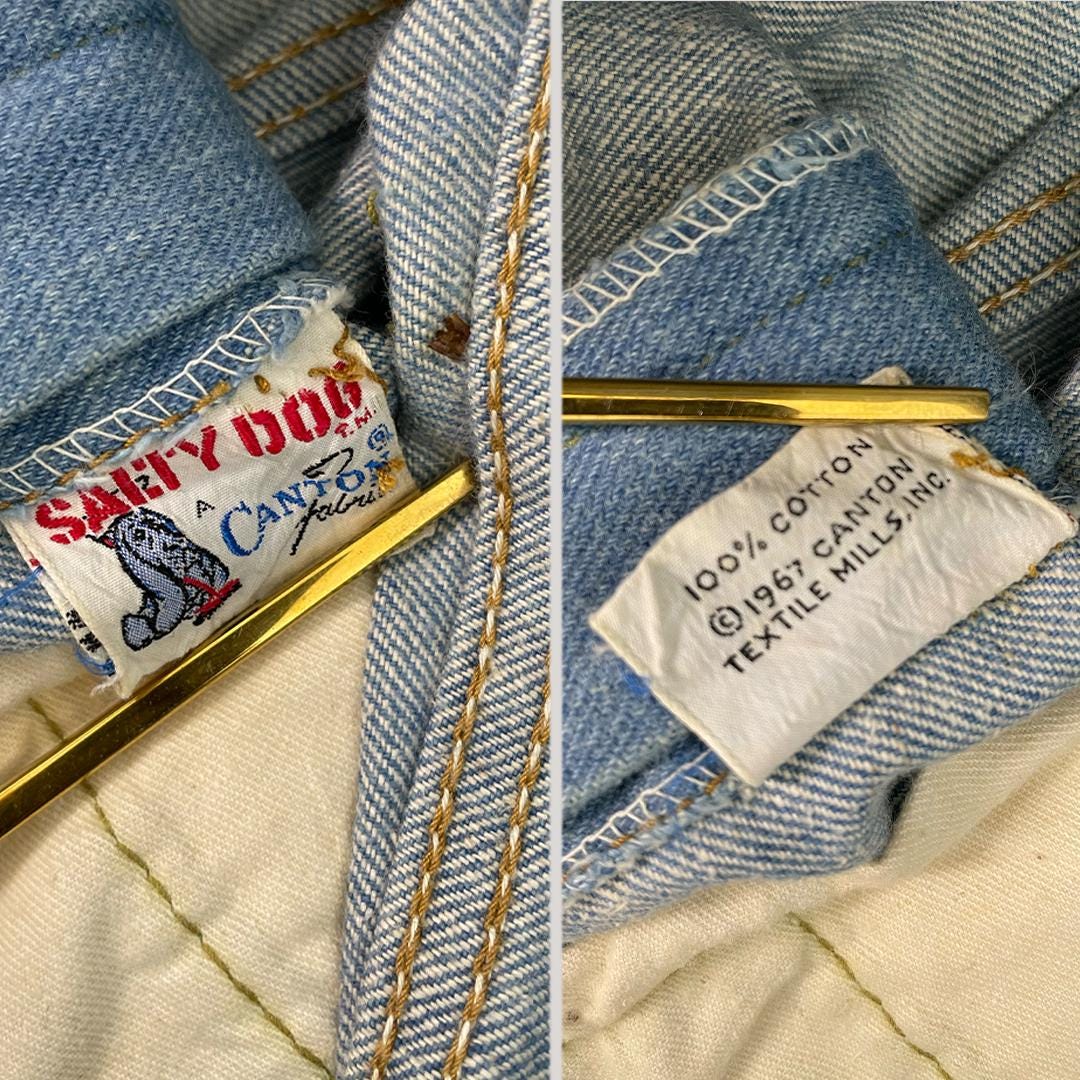 SALTY DOG
T.M.
A CANTON ®
fabric
100% COTTON
© 1967 CANTON
TEXTILE MILLS, INC.